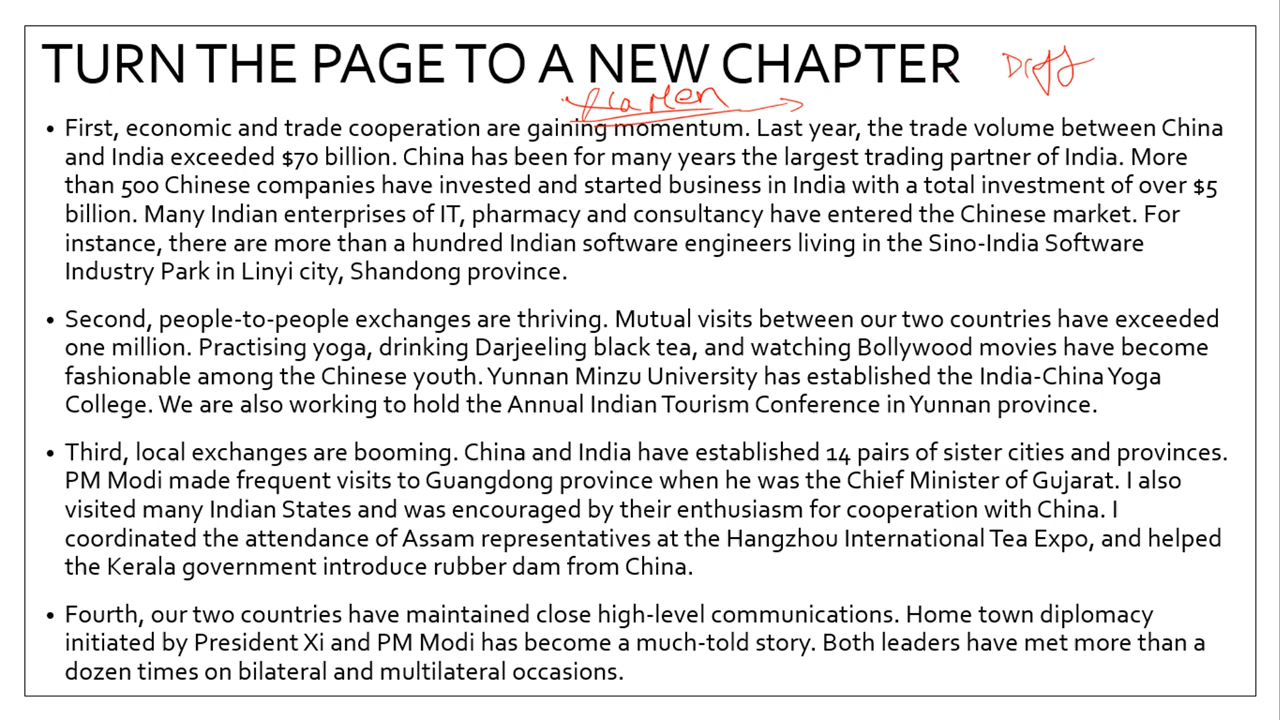 TURN THE PAGE TO A NEW CHAPTER
• First, economic and trade cooperation are gaining momentum. Last year, the trade volume between China
and India exceeded $70 billion. China has been for many years the largest trading partner of India. More
than 500 Chinese companies have invested and started business in India with a total investment of over $5
billion. Many Indian enterprises of IT, pharmacy and consultancy have entered the Chinese market. For
instance, there are more than a hundred Indian software engineers living in the Sino-India Software
Industry Park in Linyi city, Shandong province.
• Second, people-to-people exchanges are thriving. Mutual visits between our two countries have exceeded
one million. Practising yoga, drinking Darjeeling black tea, and watching Bollywood movies have become
fashionable among the Chinese youth. Yunnan Minzu University has established the India-China Yoga
College. We are also working to hold the Annual Indian Tourism Conference in Yunnan province.
• Third, local exchanges are booming. China and India have established 14 pairs of sister cities and provinces.
PM Modi made frequent visits to Guangdong province when he was the Chief Minister of Gujarat. I also
visited many Indian States and was encouraged by their enthusiasm for cooperation with China. I
coordinated the attendance of Assam representatives at the Hangzhou International Tea Expo, and helped
the Kerala government introduce rubber dam from China.
• Fourth, our two countries have maintained close high-level communications. Home town diplomacy
initiated by President Xi and PM Modi has become a much-told story. Both leaders have met more than a
dozen times on bilateral and multilateral occasions.